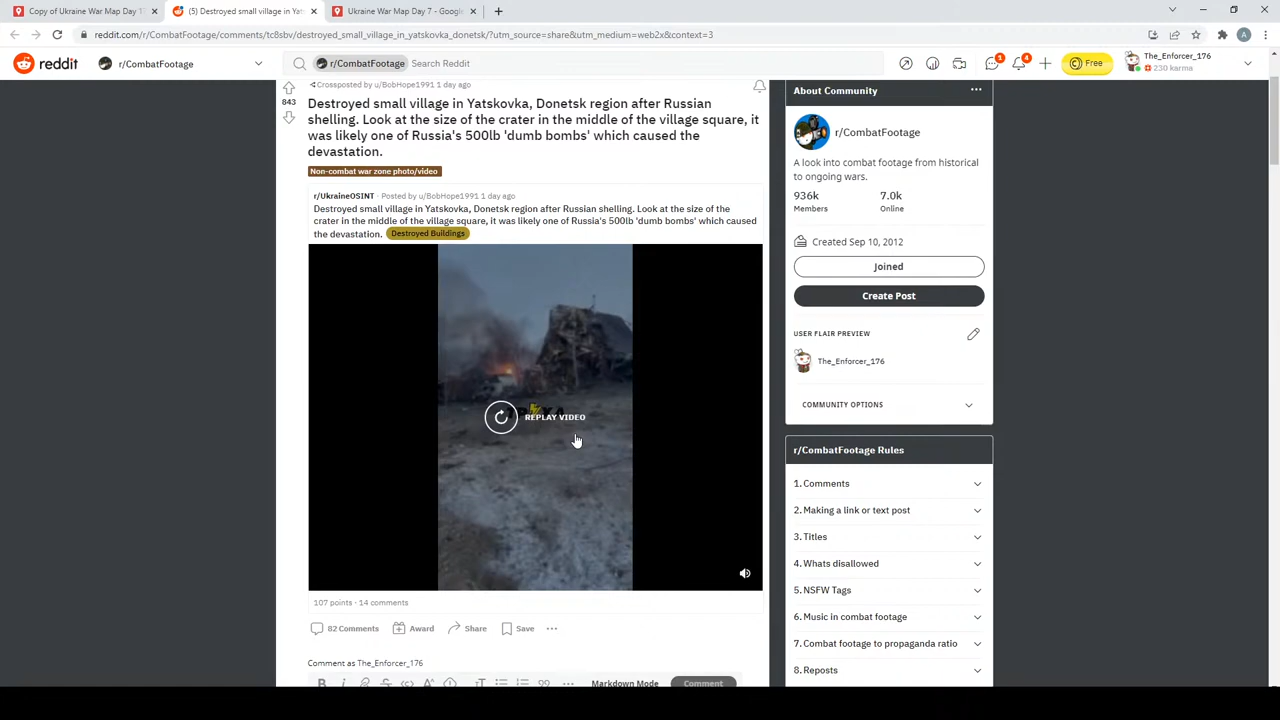 Copy of Ukraine War Map Day 1
(5) Destroyed small village in Yats
Ukraine War Map Day 7 - Google
A
reddit.com/r/CombatFootage/comments/tc8sbv/destroyed_small_village_in_yatskovka_donetsk/?utm_source=share&utm_medium=web2x&context=3
reddit
r/CombatFootage
r/CombatFootage Search Reddit
1
4
Free
The_Enforcer_176
230 karma
843
Crossposted by u/BobHope1991 1 day ago
Destroyed small village in Yatskovka, Donetsk region after Russian
shelling. Look at the size of the crater in the middle of the village square, it
was likely one of Russia's 500lb 'dumb bombs' which caused the
devastation.
Non-combat war zone photo/video
r/UkraineOSINT · Posted by u/BobHope1991 1 day ago
Destroyed small village in Yatskovka, Donetsk region after Russian shelling. Look at the size of the
crater in the middle of the village square, it was likely one of Russia's 500lb 'dumb bombs' which caused
the devastation. Destroyed Buildings
REPLAY VIDEO
107 points · 14 comments
82 Comments Award Share Save
Comment as The_Enforcer_176
Markdown Mode Comment
About Community
r/CombatFootage
A look into combat footage from historical
to ongoing wars.
936k 7.0k
Members Online
Created Sep 10, 2012
Joined
Create Post
USER FLAIR PREVIEW
The_Enforcer_176
COMMUNITY OPTIONS
r/CombatFootage Rules
1. Comments
2. Making a link or text post
3. Titles
4. Whats disallowed
5. NSFW Tags
6. Music in combat footage
7. Combat footage to propaganda ratio
8. Reposts